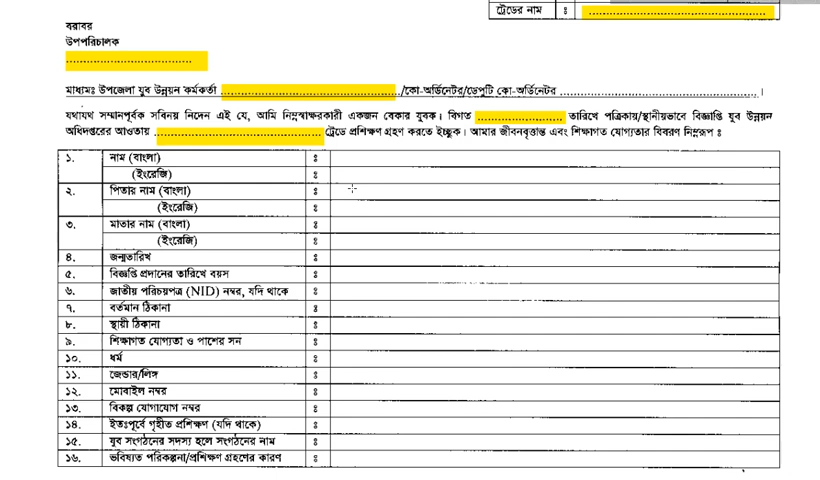 ট্রেডের নাম ঃ ....................................................
বরাবর
উপপরিচালক
....................................
মাধ্যমঃ উপজেলা যুব উন্নয়ন কর্মকর্তা ..................................................../কো-অর্ডিনেটর/ডেপুটি কো-অর্ডিনেটর ....................................................।
যথাযথ সম্মানপূর্বক সবিনয় নিদেন এই যে, আমি নিম্নস্বাক্ষরকারী একজন বেকার যুবক। বিগত ........................ তারিখে পত্রিকায়/স্থানীয়ভাবে বিজ্ঞাপ্তি যুব উন্নয়ন
অধিদপ্তরের আওতায় ................................................ট্রেডে প্রশিক্ষণ গ্রহণ করতে ইচ্ছুক। আমার জীবনবৃত্তান্ত এবং শিক্ষাগত যোগ্যতার বিবরণ নিম্নরূপ ঃ
১. নাম (বাংলা) ঃ
(ইংরেজি) ঃ
২. পিতার নাম (বাংলা) ঃ
(ইংরেজি) ঃ
৩. মাতার নাম (বাংলা) ঃ
(ইংরেজি) ঃ
৪. জন্মতারিখ ঃ
৫. বিজ্ঞপ্তি প্রদানের তারিখে বয়স ঃ
৬. জাতীয় পরিচয়পত্র (NID) নম্বর, যদি থাকে ঃ
৭. বর্তমান ঠিকানা ঃ
৮. স্থায়ী ঠিকানা ঃ
৯. শিক্ষাগত যোগ্যতা ও পাশের সন ঃ
১০. ধর্ম ঃ
১১. জেন্ডার/লিঙ্গ ঃ
১২. মোবাইল নম্বর ঃ
১৩. বিকল্প যোগাযোগ নম্বর ঃ
১৪. ইতঃপূর্বে গৃহীত প্রশিক্ষণ (যদি থাকে) ঃ
১৫. যুব সংগঠনের সদস্য হলে সংগঠনের নাম ঃ
১৬. ভবিষ্যত পরিকল্পনা/প্রশিক্ষণ গ্রহণের কারণ ঃ